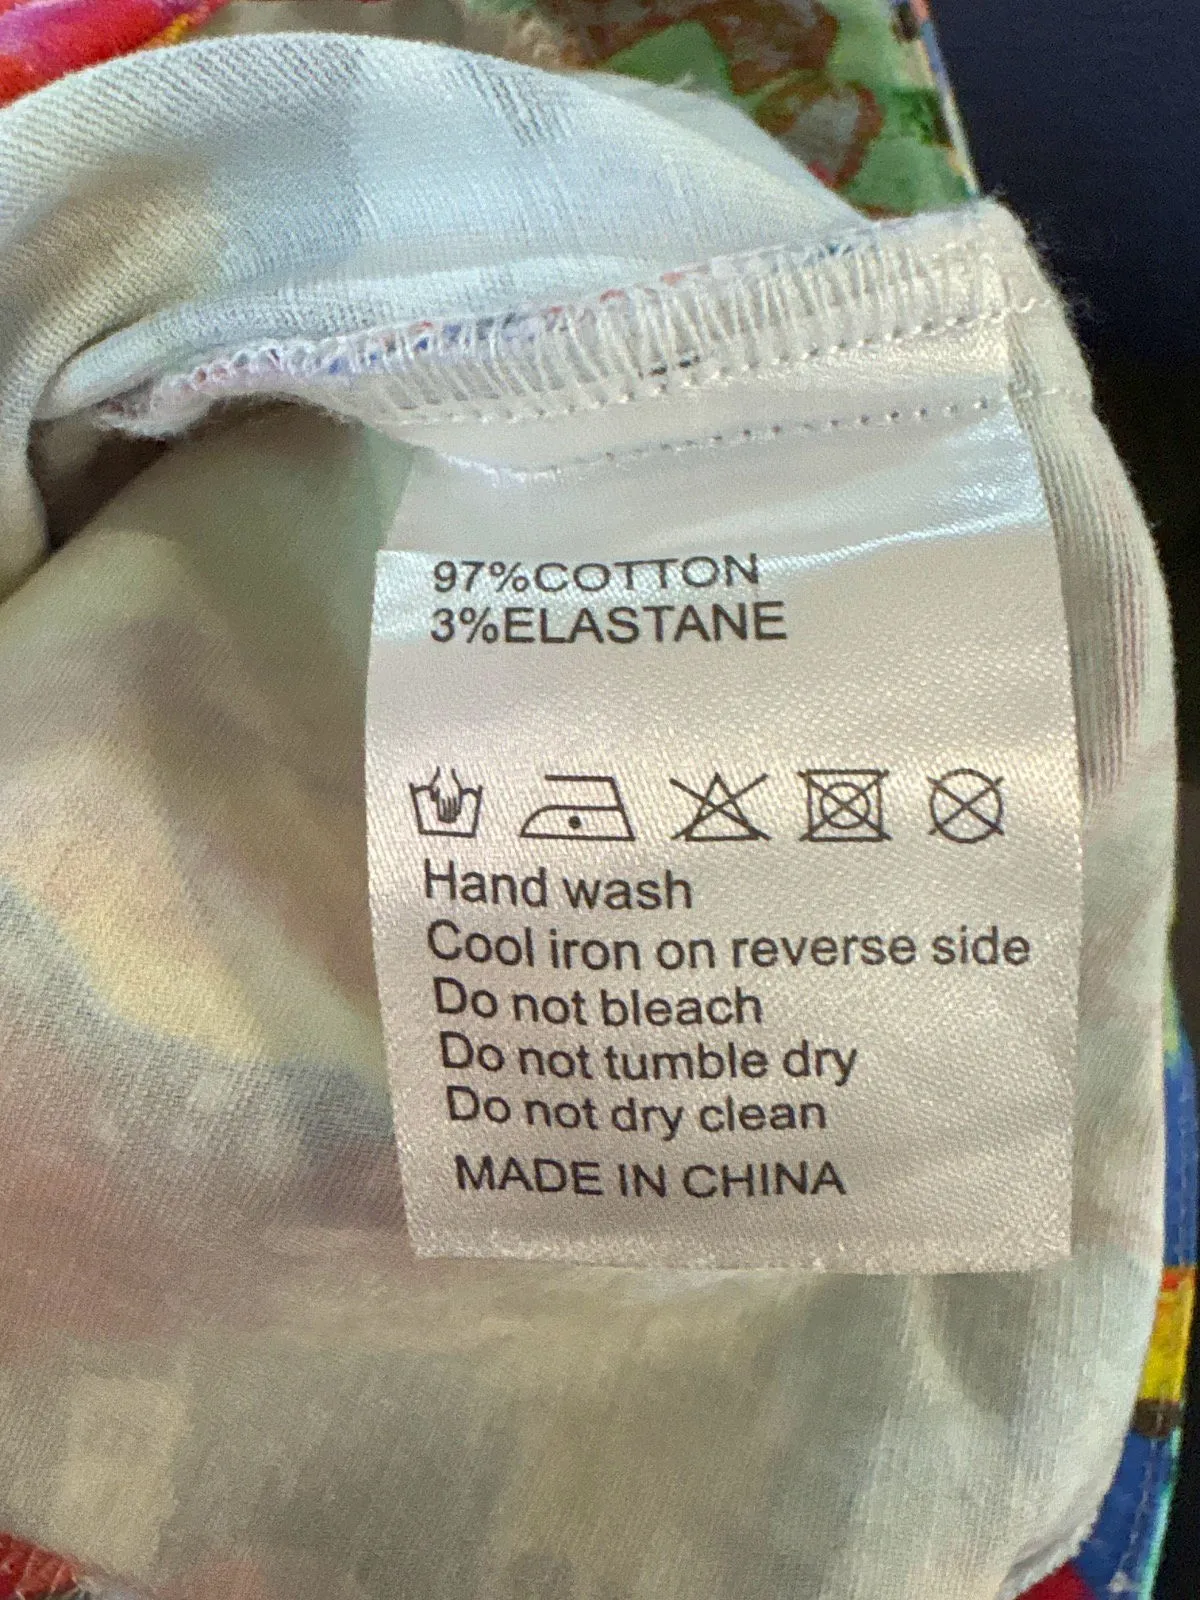 97%COTTON
3%ELASTANE
Hand wash
Cool iron on reverse side
Do not bleach
Do not tumble dry
Do not dry clean
MADE IN CHINA